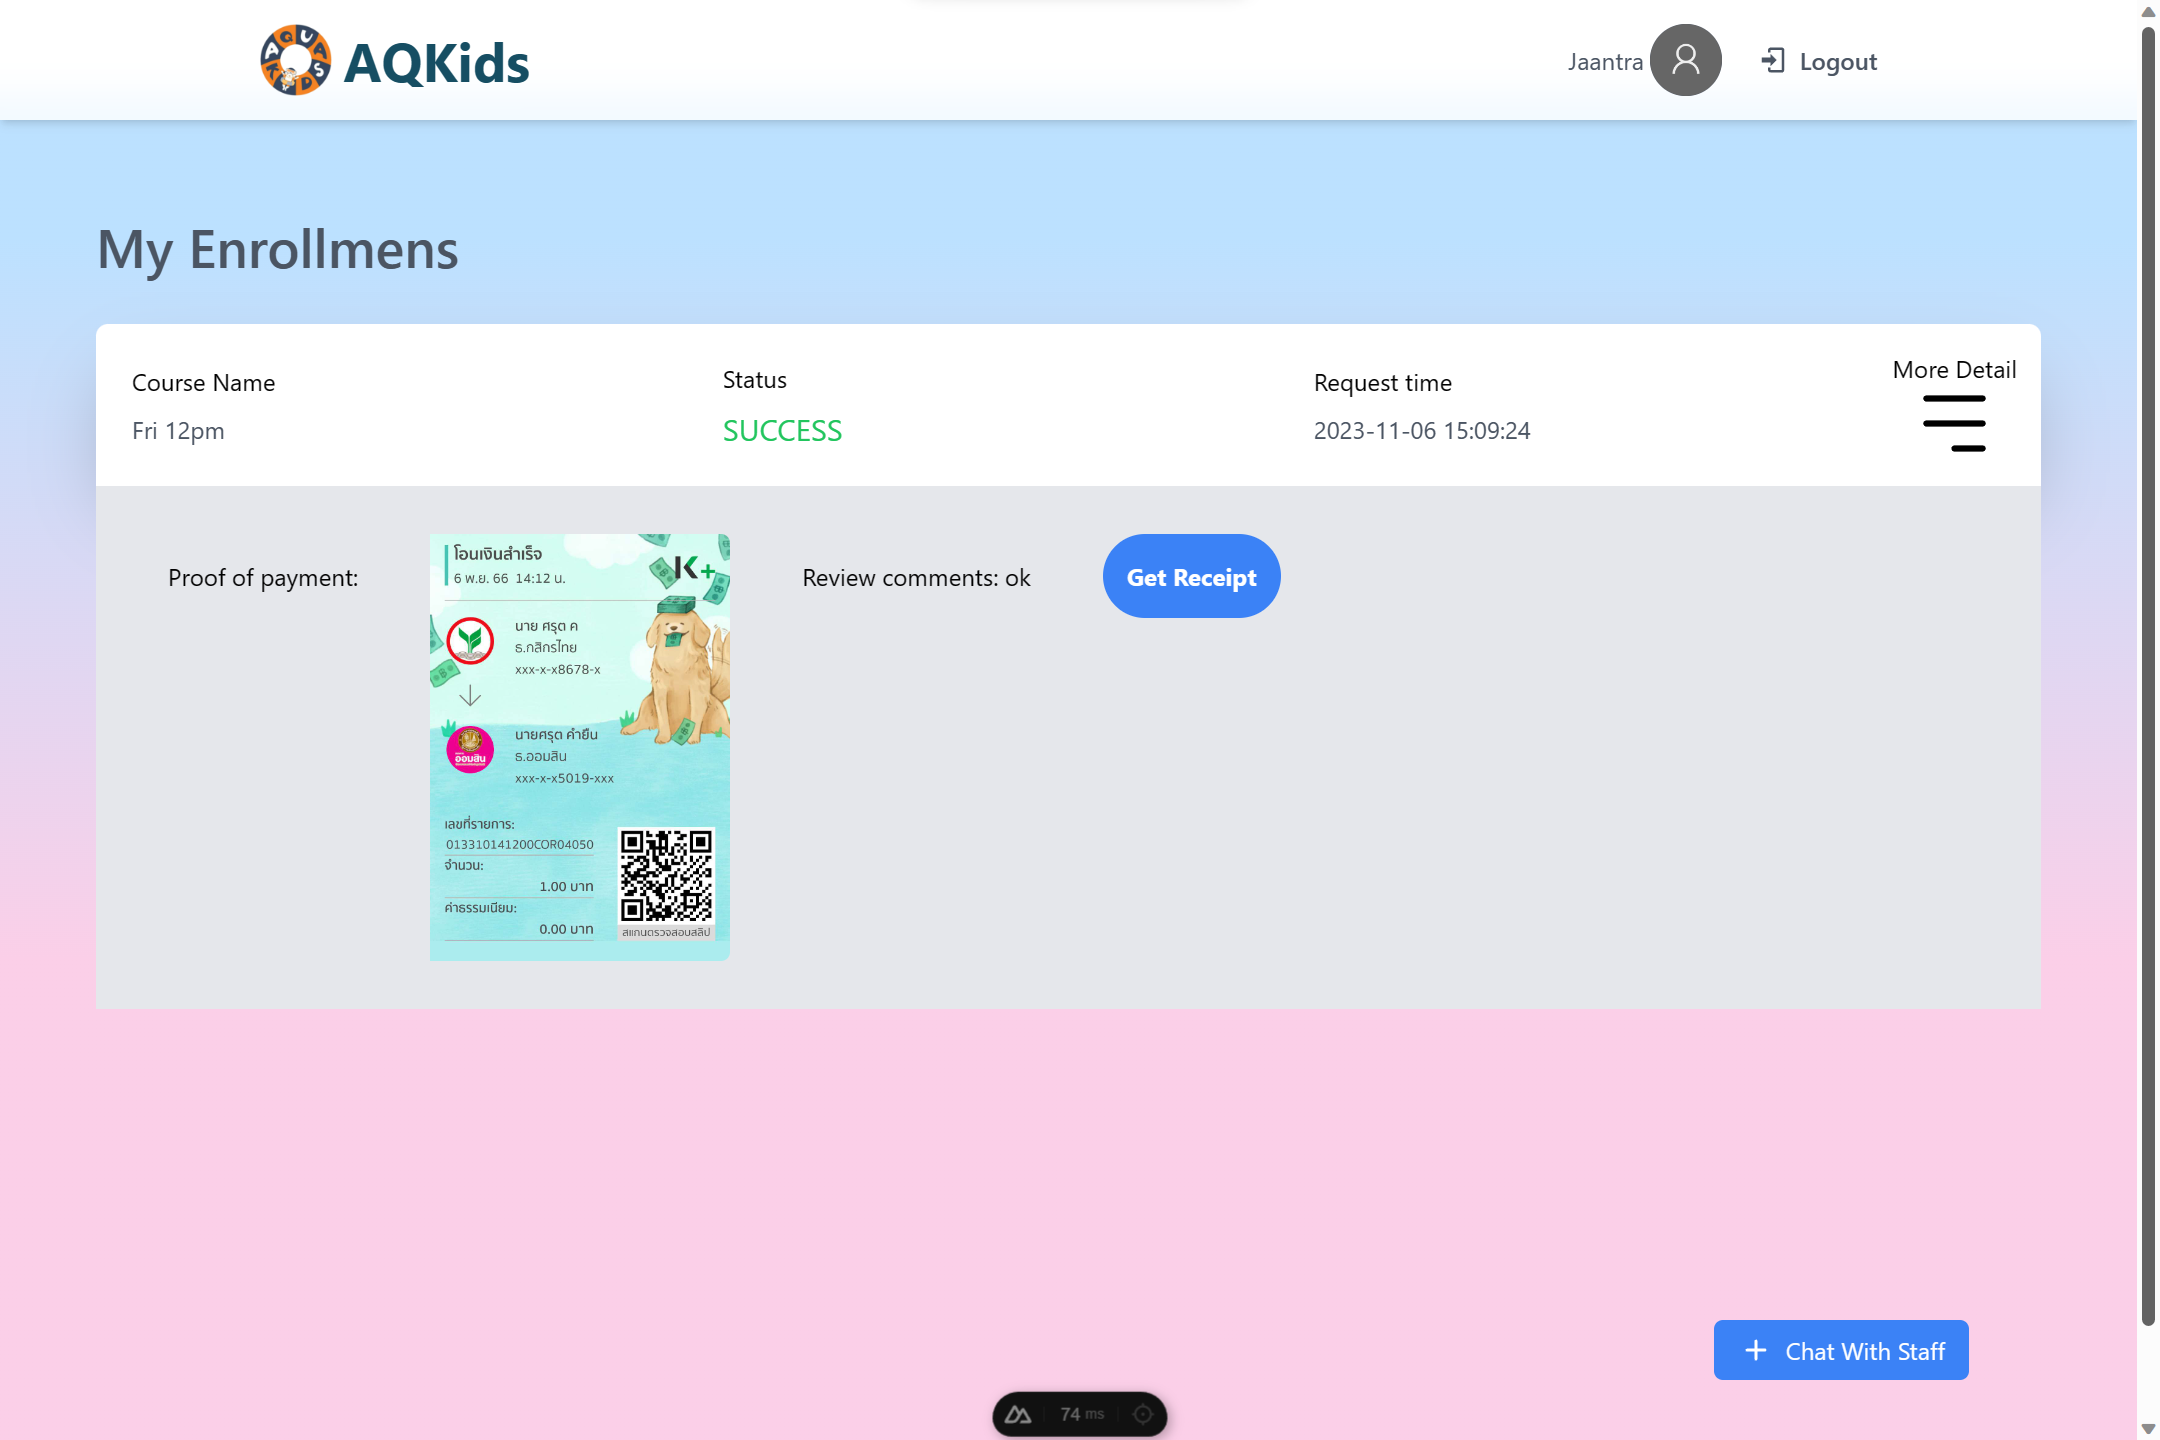 AQUA KIDS
AQKids
Jaantra
Logout
My Enrollmens
Course Name
Fri 12pm
Status
SUCCESS
Request time
2023-11-06 15:09:24
More Detail
Proof of payment:
โอนเงินสำเร็จ
6 พ.ย. 66 14:12 น.
K+
นาย ศรุต ค
ธ.กสิกรไทย
xxx-x-x8678-x
ออมสิน
นายศรุต คำยืน
ธ.ออมสิน
xxx-x-x5019-xxx
เลขที่รายการ:
013310141200COR04050
จำนวน:
1.00 บาท
ค่าธรรมเนียม:
0.00 บาท
สแกนตรวจสอบสลิป
Review comments: ok
Get Receipt
Chat With Staff
74 ms